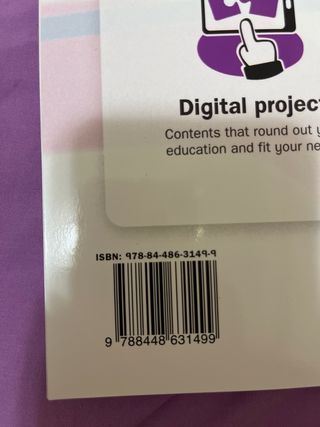 Digital project
Contents that round out
education and fit your
ISBN: 978-84-486-3149-9
9 788448 631499